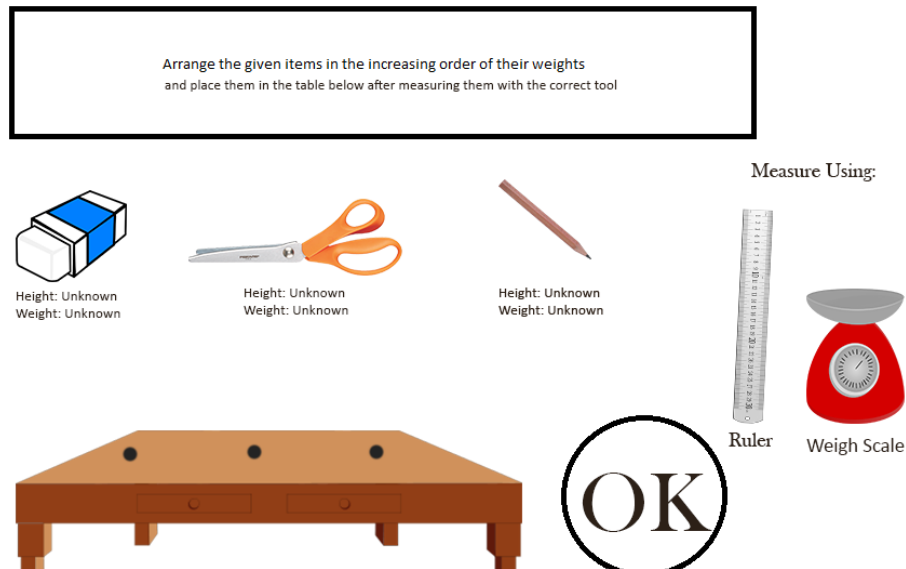 Arrange the given items in the increasing order of their weights
and place them in the table below after measuring them with the correct tool
Measure Using:
Height: Unknown
Weight: Unknown
Height: Unknown
Weight: Unknown
Height: Unknown
Weight: Unknown
Ruler
Weigh Scale
OK